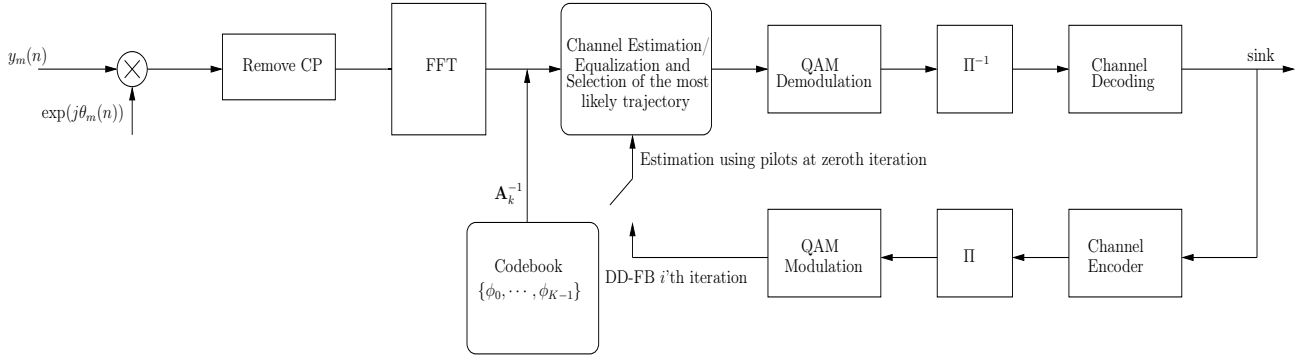 y_m(n)
exp(jθ_m(n))
Remove CP
FFT
Channel Estimation/
Equalization and
Selection of the most
likely trajectory
QAM
Demodulation
Π^{-1}
Channel
Decoding
sink
Estimation using pilots at zeroth iteration
A_k^{-1}
Codebook
{ϕ_0, ⋯ , ϕ_{K−1}}
DD-FB i'th iteration
QAM
Modulation
Π
Channel
Encoder